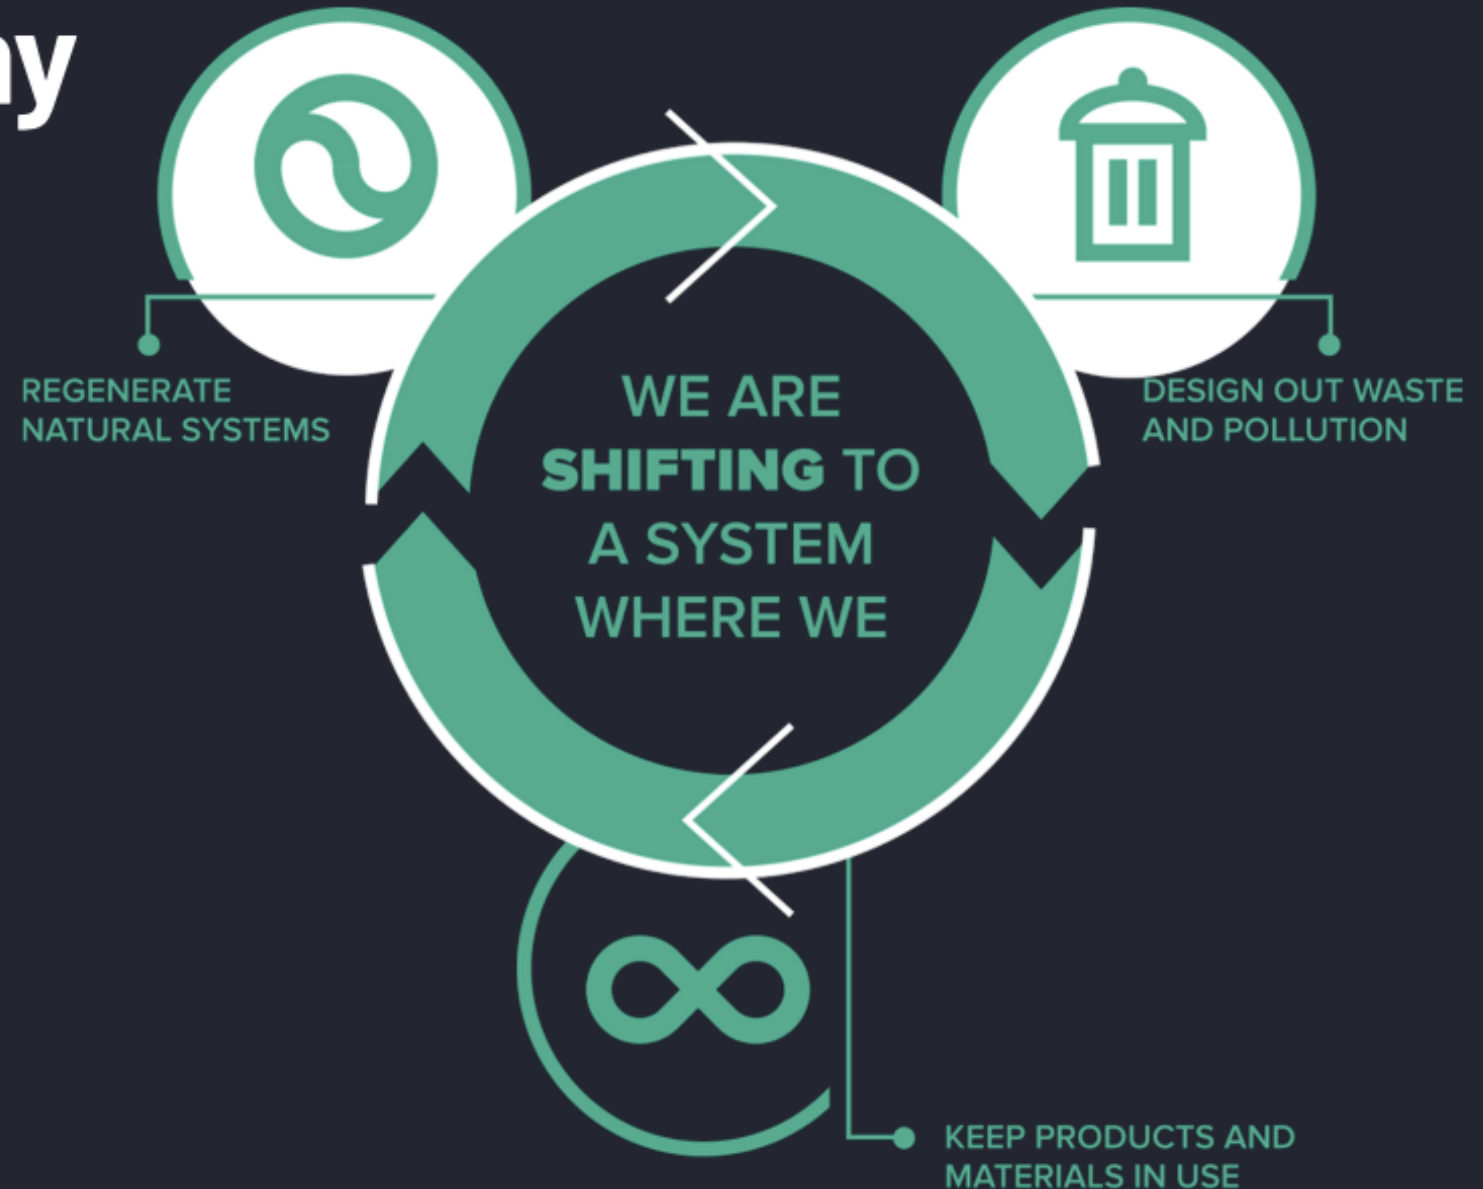 REGENERATE
NATURAL SYSTEMS
DESIGN OUT WASTE
AND POLLUTION
WE ARE
SHIFTING TO
A SYSTEM
WHERE WE
KEEP PRODUCTS AND
MATERIALS IN USE